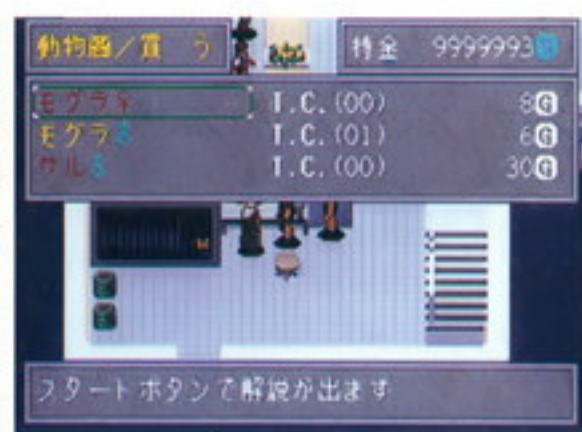 動物商/買 う
持金 9999993G
モグラ♀ I.C.(00) 8G
モグラ♂ I.C.(01) 6G
サル♂ I.C.(00) 30G
スタートボタンで解説が出ます